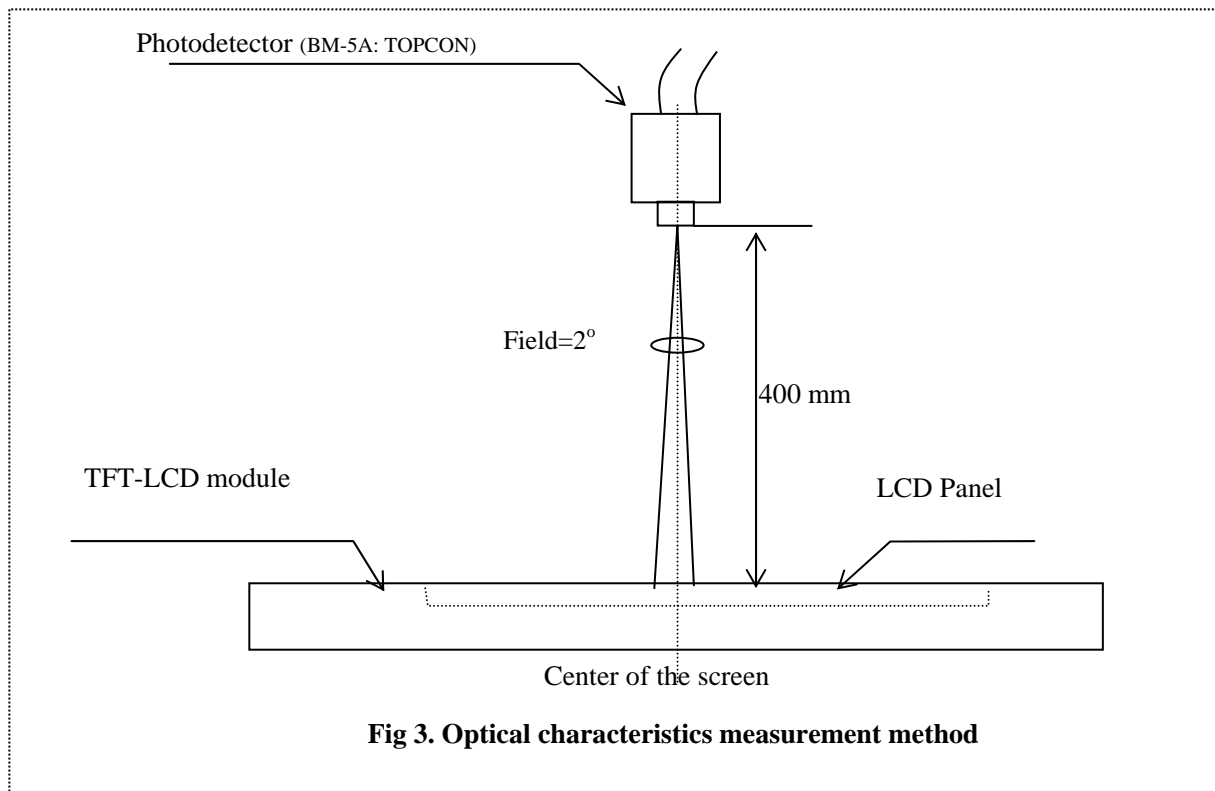 Photodetector (BM-5A: TOPCON)
Field=2°
400 mm
TFT-LCD module
LCD Panel
Center of the screen
Fig 3. Optical characteristics measurement method